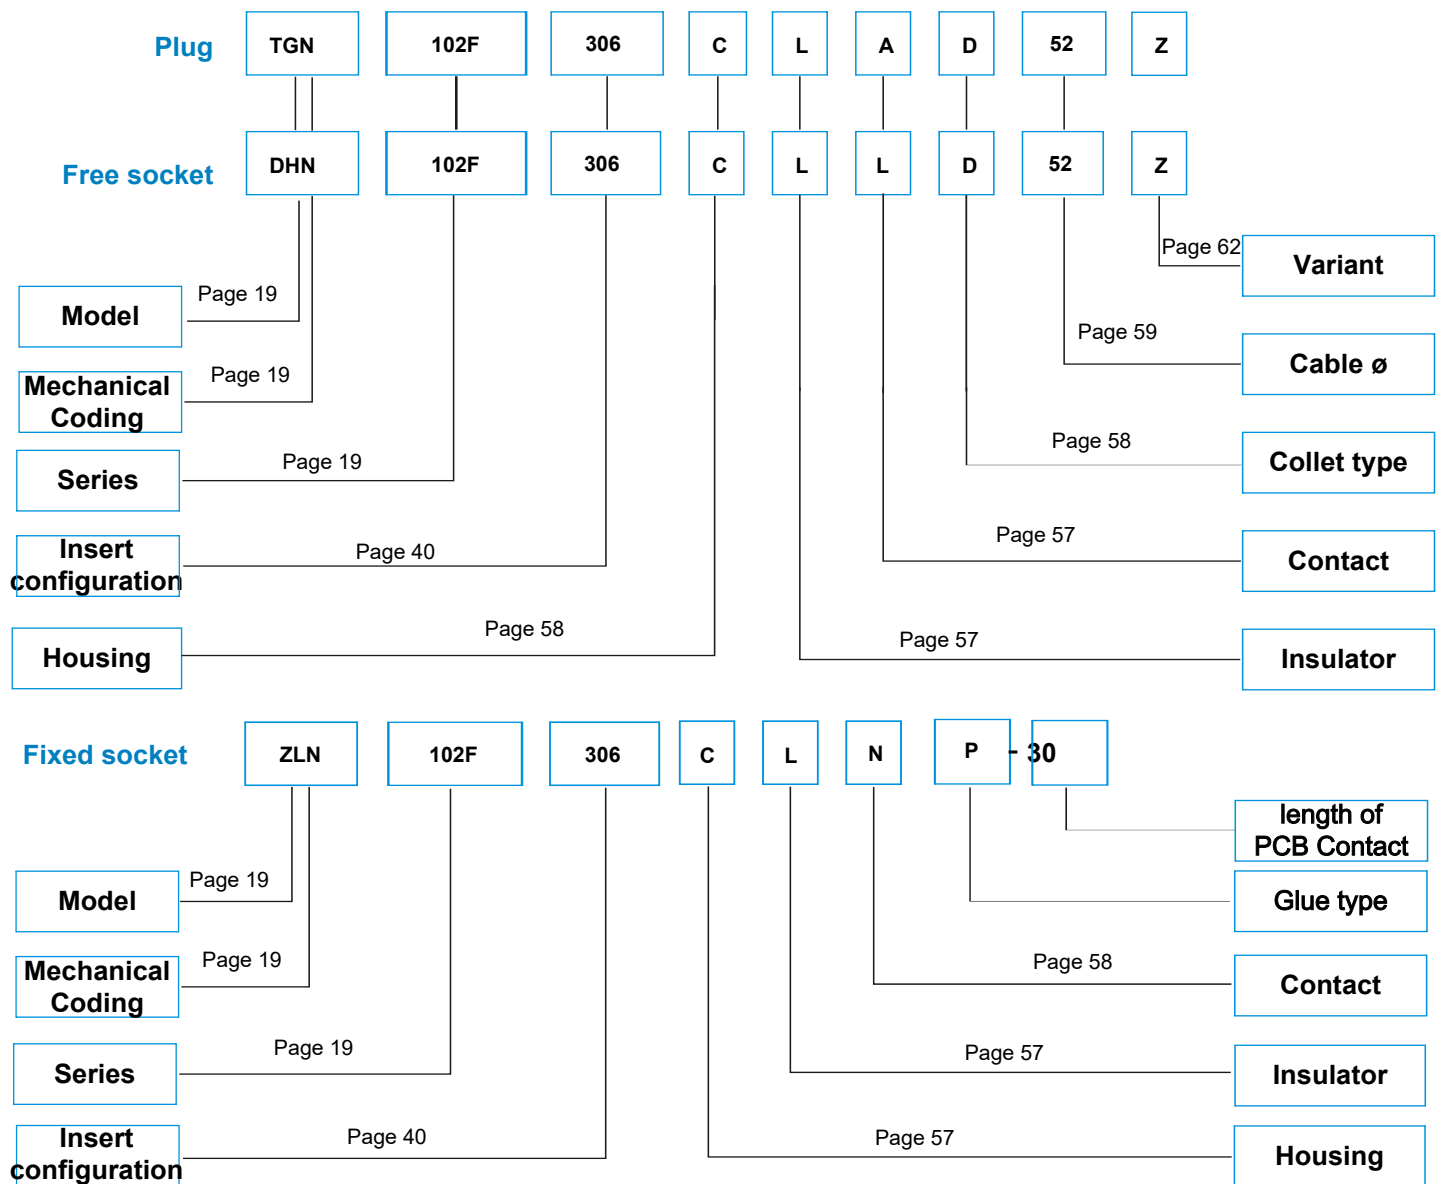 Plug TGN 102F 306 C L A D 52 Z
Free socket DHN 102F 306 C L L D 52 Z
Page 62 Variant
Page 19
Model
Page 59 Cable ø
Page 19
Mechanical
Coding
Page 58 Collet type
Page 19
Series
Page 57 Contact
Insert
configuration
Page 40
Page 58
Housing
Page 57 Insulator
Fixed socket ZLN 102F 306 C L N P - 30
length of
PCB Contact
Page 19
Model
Glue type
Page 19
Mechanical
Coding
Page 58 Contact
Page 19
Series
Page 57 Insulator
Insert
configuration
Page 40
Page 57 Housing